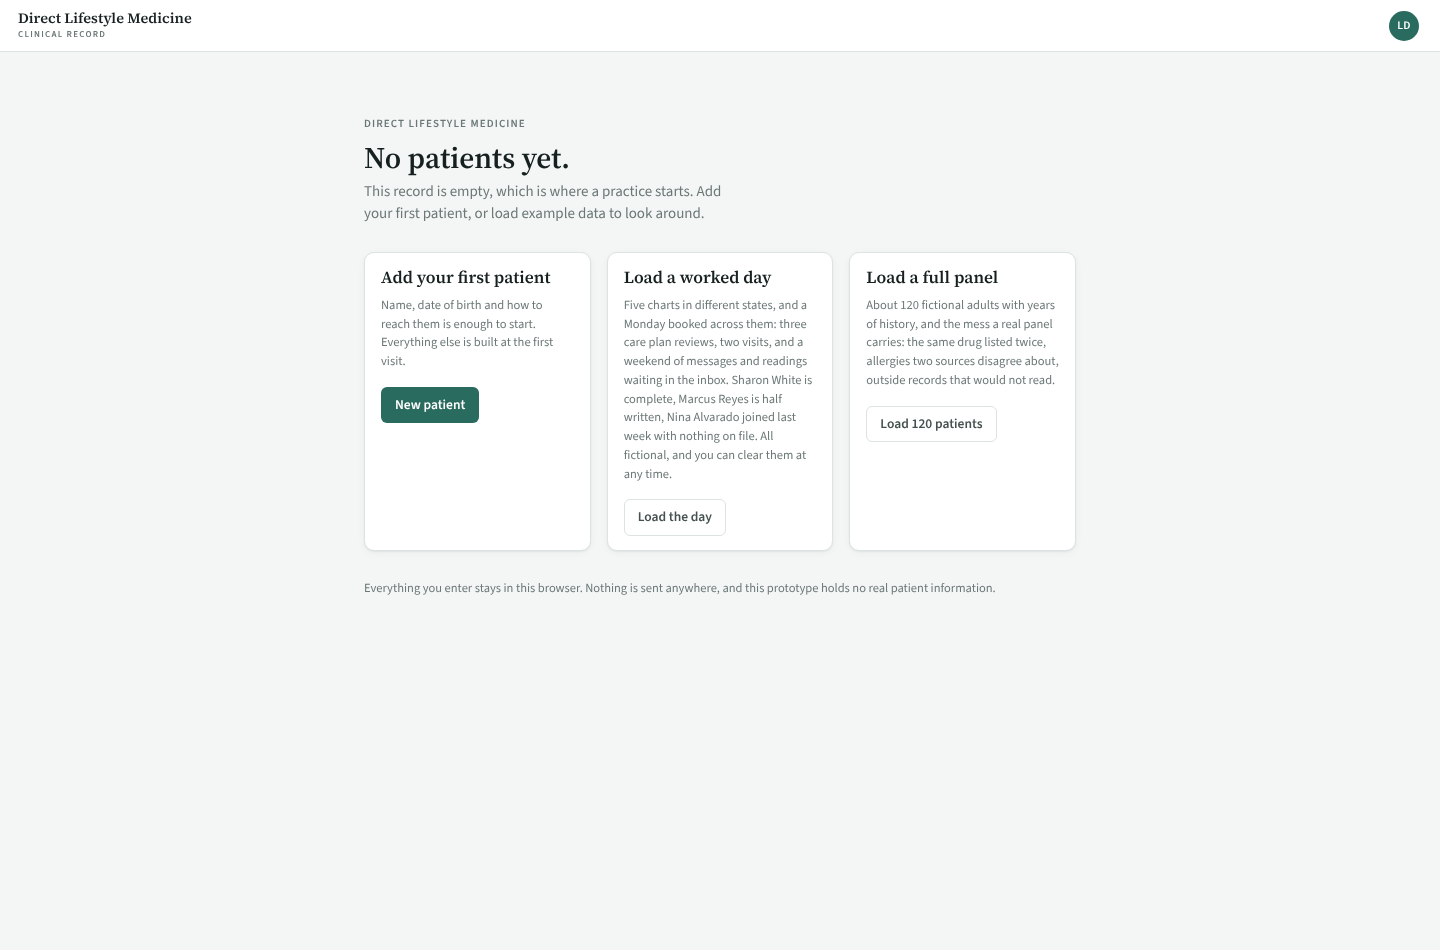 Direct Lifestyle Medicine
CLINICAL RECORD
LD
DIRECT LIFESTYLE MEDICINE
No patients yet.
This record is empty, which is where a practice starts. Add
your first patient, or load example data to look around.
Add your first patient
Name, date of birth and how to
reach them is enough to start.
Everything else is built at the first
visit.
New patient
Load a worked day
Five charts in different states, and a
Monday booked across them: three
care plan reviews, two visits, and a
weekend of messages and readings
waiting in the inbox. Sharon White is
complete, Marcus Reyes is half
written, Nina Alvarado joined last
week with nothing on file. All
fictional, and you can clear them at
any time.
Load the day
Load a full panel
About 120 fictional adults with years
of history, and the mess a real panel
carries: the same drug listed twice,
allergies two sources disagree about,
outside records that would not read.
Load 120 patients
Everything you enter stays in this browser. Nothing is sent anywhere, and this prototype holds no real patient information.